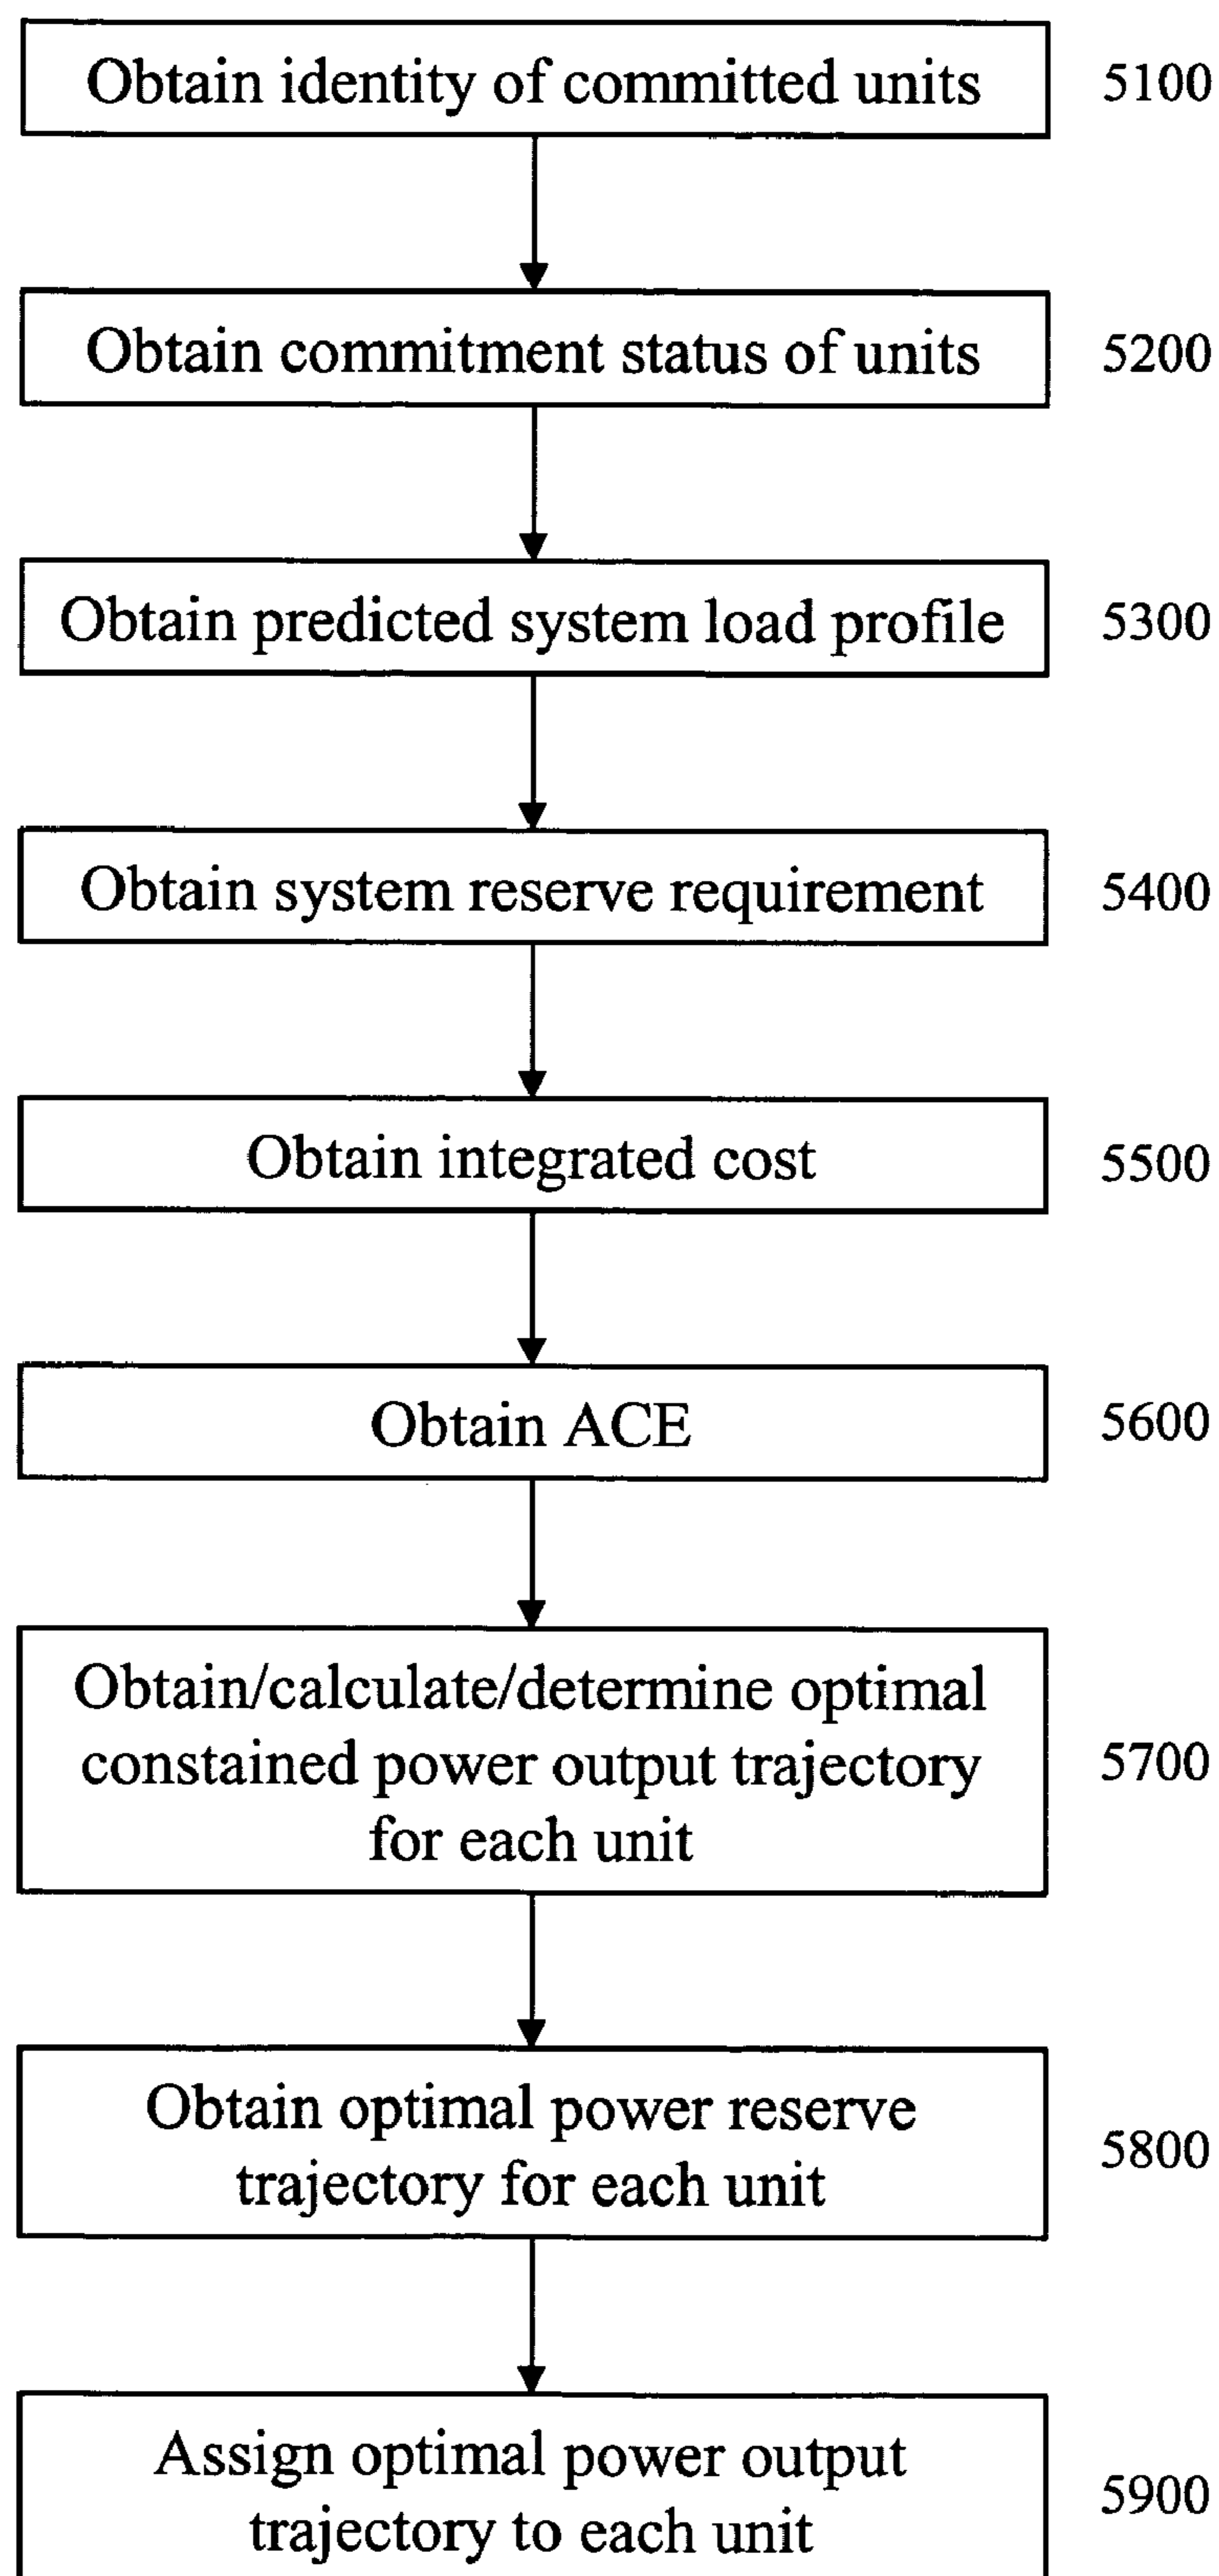 Obtain identity of committed units 5100
Obtain commitment status of units 5200
Obtain predicted system load profile 5300
Obtain system reserve requirement 5400
Obtain integrated cost 5500
Obtain ACE 5600
Obtain/calculate/determine optimal
constained power output trajectory 5700
for each unit
Obtain optimal power reserve
trajectory for each unit
5800
Assign optimal power output
trajectory to each unit
5900